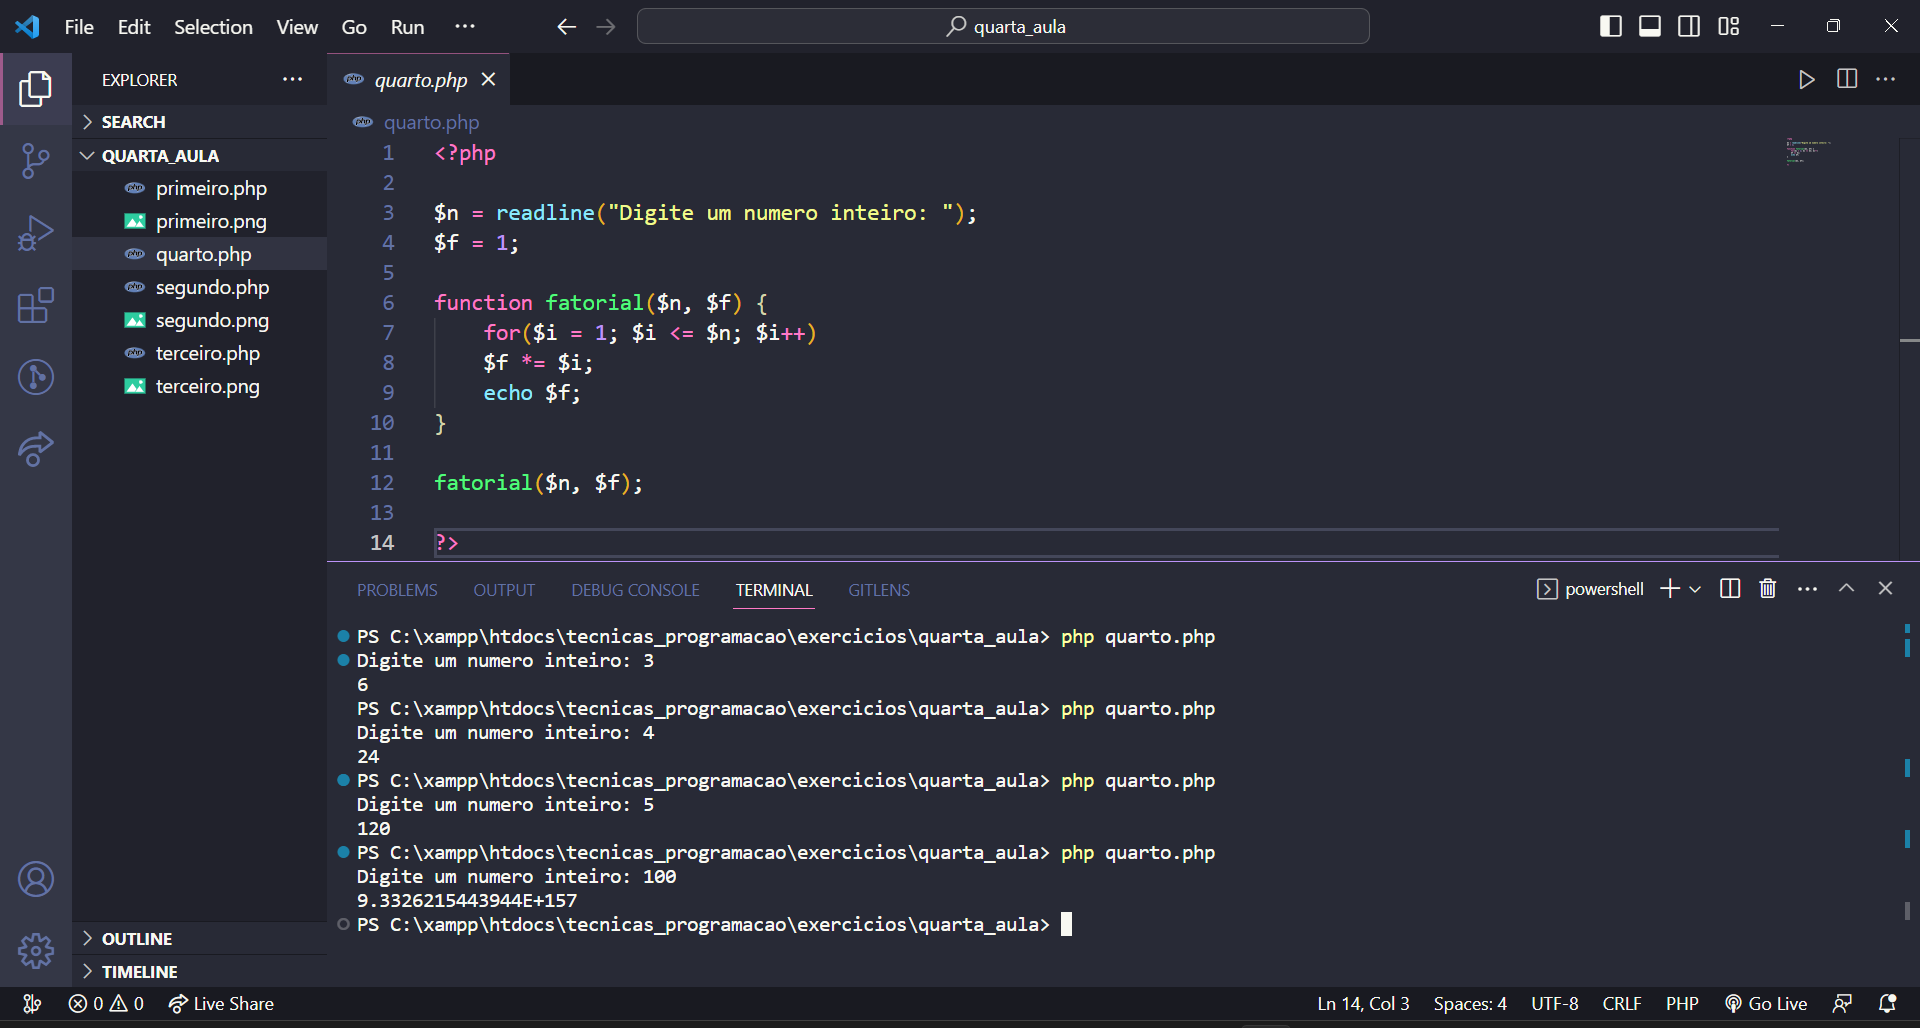 File Edit Selection View Go Run ··· quarta_aula
EXPLORER ···
SEARCH
QUARTA_AULA
php primeiro.php
primeiro.png
php quarto.php
php segundo.php
segundo.png
php terceiro.php
terceiro.png
OUTLINE
TIMELINE
php quarto.php
php quarto.php
1 <?php
2
3 $n = readline("Digite um numero inteiro: ");
4 $f = 1;
5
6 function fatorial($n, $f) {
7 for($i = 1; $i <= $n; $i++)
8 $f *= $i;
9 echo $f;
10 }
11
12 fatorial($n, $f);
13
14 ?>
PROBLEMS OUTPUT DEBUG CONSOLE TERMINAL GITLENS powershell
PS C:\xampp\htdocs\tecnicas_programacao\exercicios\quarta_aula> php quarto.php
Digite um numero inteiro: 3
6
PS C:\xampp\htdocs\tecnicas_programacao\exercicios\quarta_aula> php quarto.php
Digite um numero inteiro: 4
24
PS C:\xampp\htdocs\tecnicas_programacao\exercicios\quarta_aula> php quarto.php
Digite um numero inteiro: 5
120
PS C:\xampp\htdocs\tecnicas_programacao\exercicios\quarta_aula> php quarto.php
Digite um numero inteiro: 100
9.3326215443944E+157
PS C:\xampp\htdocs\tecnicas_programacao\exercicios\quarta_aula>
0 0 Live Share Ln 14, Col 3 Spaces: 4 UTF-8 CRLF PHP Go Live